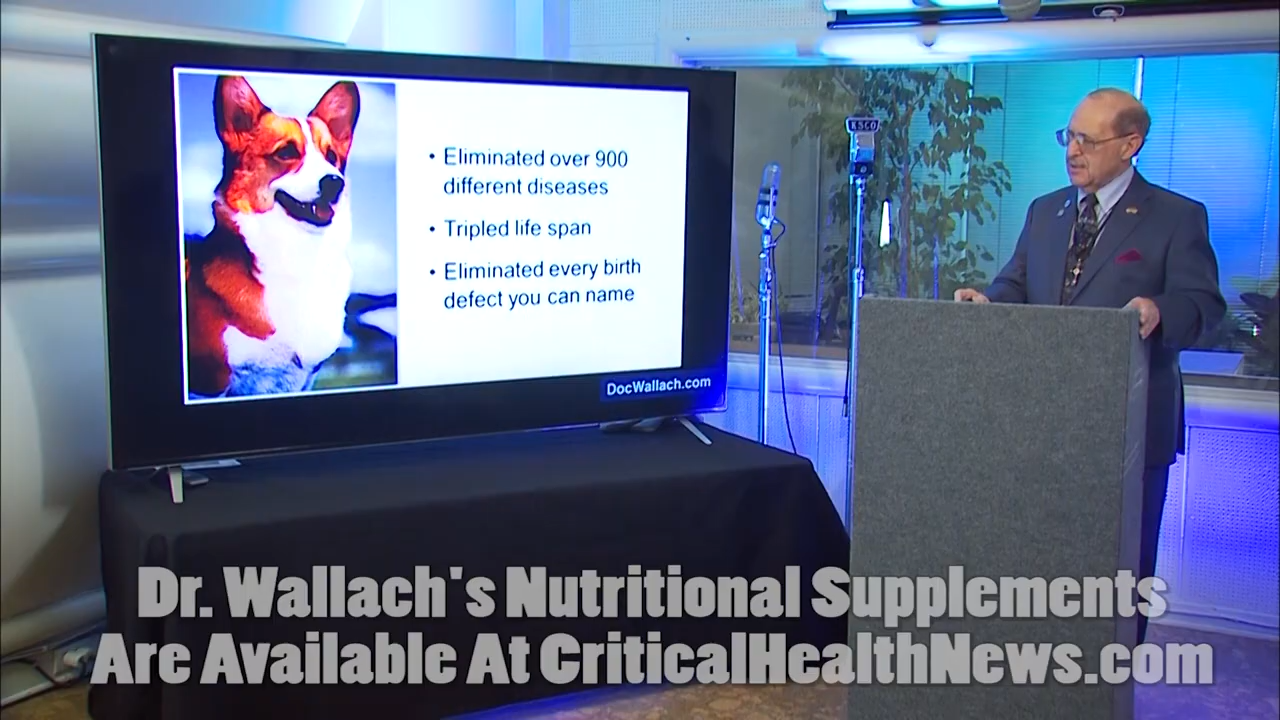 • Eliminated over 900
different diseases
• Tripled life span
• Eliminated every birth
defect you can name
DocWallach.com
KSCO
Dr. Wallach's Nutritional Supplements
Are Available At CriticalHealthNews.com